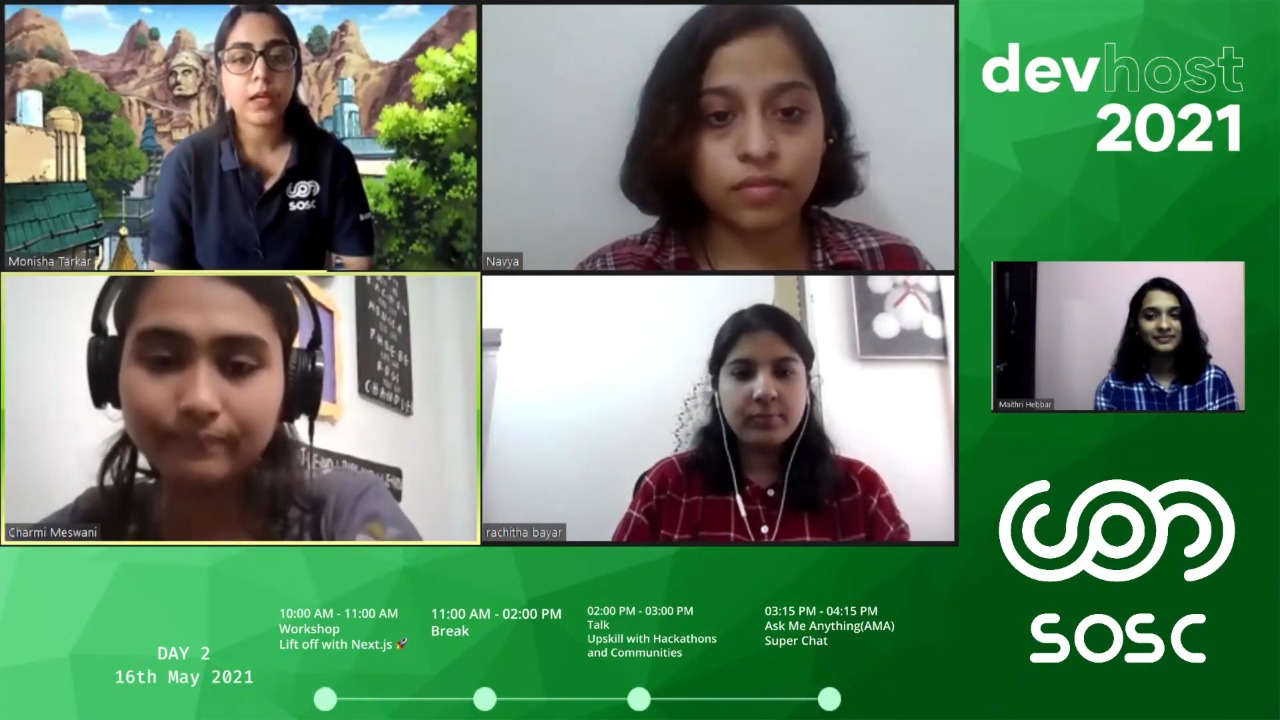 devhost
2021
SOSC
Monisha Tarkar
Navya
PHOEBE
ROSS
CHANDLE
Charmi Meswani
rachitha bayar
Maithri Hebbar
SOSC
DAY 2
16th May 2021
10:00 AM - 11:00 AM
Workshop
Lift off with Next.js 🚀
11:00 AM - 02:00 PM
Break
02:00 PM - 03:00 PM
Talk
Upskill with Hackathons
and Communities
03:15 PM - 04:15 PM
Ask Me Anything(AMA)
Super Chat